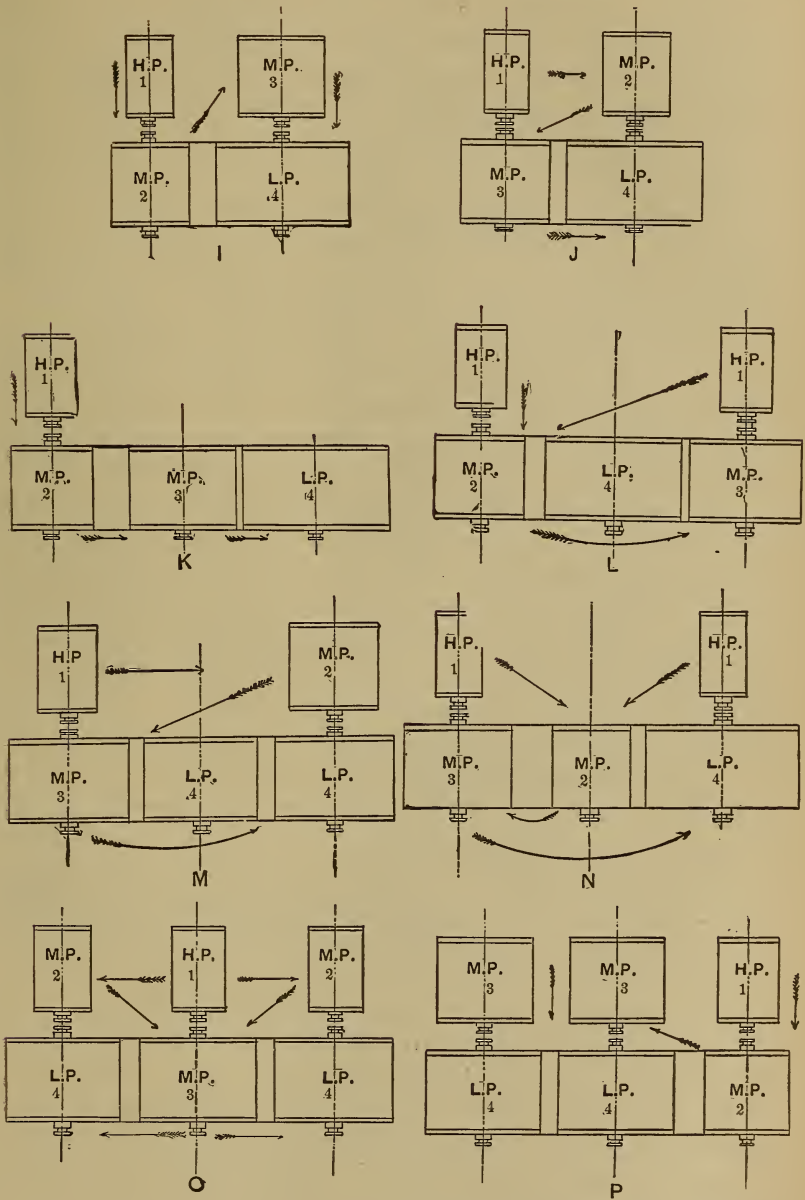 H.P. M.P.
1 3
M.P. L.P.
2 4
I
H.P. M.P.
1 2
M.P. L.P.
3 4
J
H.P.
1
M.P. M.P. L.P.
2 3 4
K
H.P. H.P.
1 1
M.P. L.P. M.P.
2 4 3
L
H.P M.P.
1 2
M.P. L.P. L.P.
3 4 4
M
H.P. H.P.
1 1
M.P. M.P. L.P.
3 2 4
N
M.P. H.P. M.P.
2 1 2
L.P. M.P. L.P.
4 3 4
O
M.P. M.P. H.P.
3 3 1
L.P. L.P. M.P.
4 4 2
P